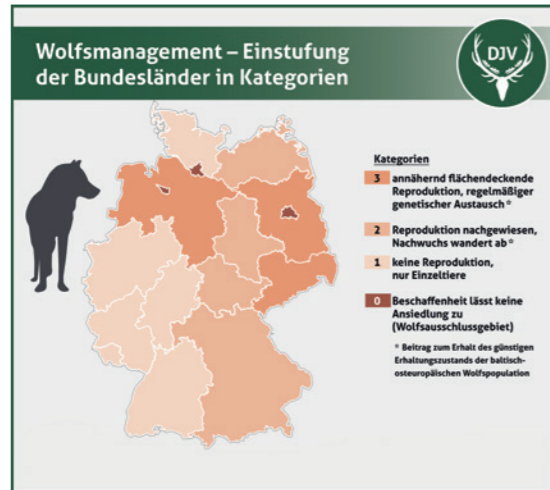 Wolfsmanagement – Einstufung
der Bundesländer in Kategorien
DJV
Kategorien
3 annähernd flächendeckende
Reproduktion, regelmäßiger
genetischer Austausch*
2 Reproduktion nachgewiesen,
Nachwuchs wandert ab*
1 keine Reproduktion,
nur Einzeltiere
0 Beschaffenheit lässt keine
Ansiedlung zu
(Wolfsausschlussgebiet)
* Beitrag zum Erhalt des günstigen
Erhaltungszustands der baltisch-
osteuropäischen Wolfspopulation